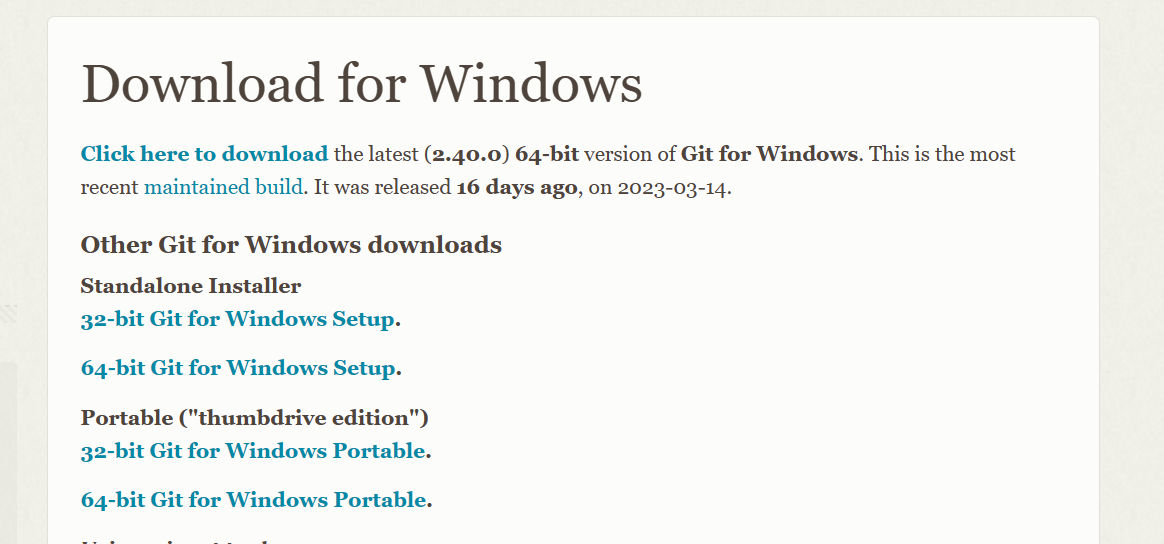 Download for Windows
Click here to download the latest (2.40.0) 64-bit version of Git for Windows. This is the most
recent maintained build. It was released 16 days ago, on 2023-03-14.
Other Git for Windows downloads
Standalone Installer
32-bit Git for Windows Setup.
64-bit Git for Windows Setup.
Portable ("thumbdrive edition")
32-bit Git for Windows Portable.
64-bit Git for Windows Portable.